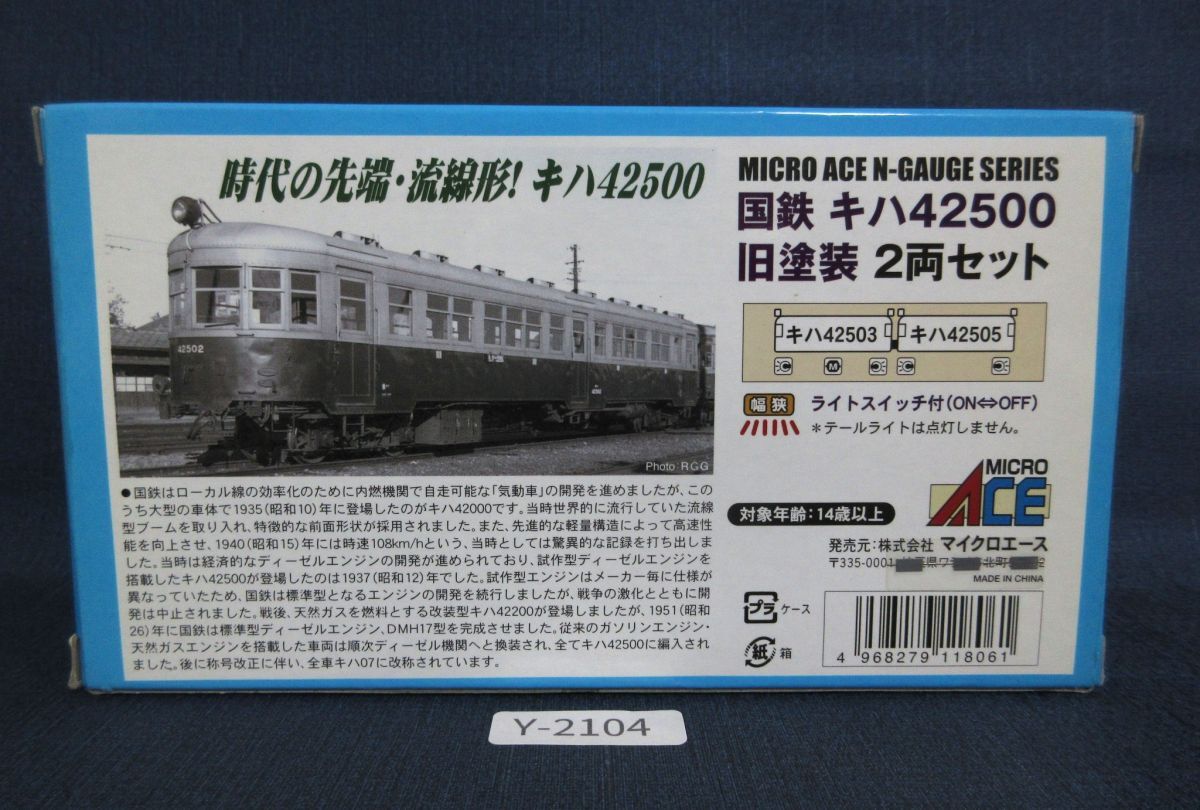 時代の先端・流線形! キハ42500
42502
Photo:RGG
●国鉄はローカル線の効率化のために内燃機関で自走可能な「気動車」の開発を進めましたが、この
うち大型の車体で1935(昭和10)年に登場したのがキハ42000です。当時世界的に流行していた流線
型ブームを取り入れ、特徴的な前面形状が採用されました。また、先進的な軽量構造によって高速性
能を向上させ、1940(昭和15)年には時速108km/hという、当時としては驚異的な記録を打ち出しま
した。当時は経済的なディーゼルエンジンの開発が進められており、試作型ディーゼルエンジンを
搭載したキハ42500が登場したのは1937(昭和12)年でした。試作型エンジンはメーカー毎に仕様が
異なっていたため、国鉄は標準型となるエンジンの開発を続行しましたが、戦争の激化とともに開
発は中止されました。戦後、天然ガスを燃料とする改装型キハ42200が登場しましたが、1951(昭和
26)年に国鉄は標準型ディーゼルエンジン、DMH17型を完成させました。従来のガソリンエンジン・
天然ガスエンジンを搭載した車両は順次ディーゼル機関へと換装され、全てキハ42500に編入され
ました。後に称号改正に伴い、全車キハ07に改称されています。
MICRO ACE N-GAUGE SERIES
国鉄 キハ42500
旧塗装 2両セット
キハ42503 キハ42505
M
幅狭 ライトスイッチ付(ON⇔OFF)
*テールライトは点灯しません。
MICRO
ACE
対象年齢:14歳以上
発売元:株式会社 マイクロエース
〒335-000
MADE IN CHINA
プラ ケース
紙 箱
4 968279 118061
Y-2104